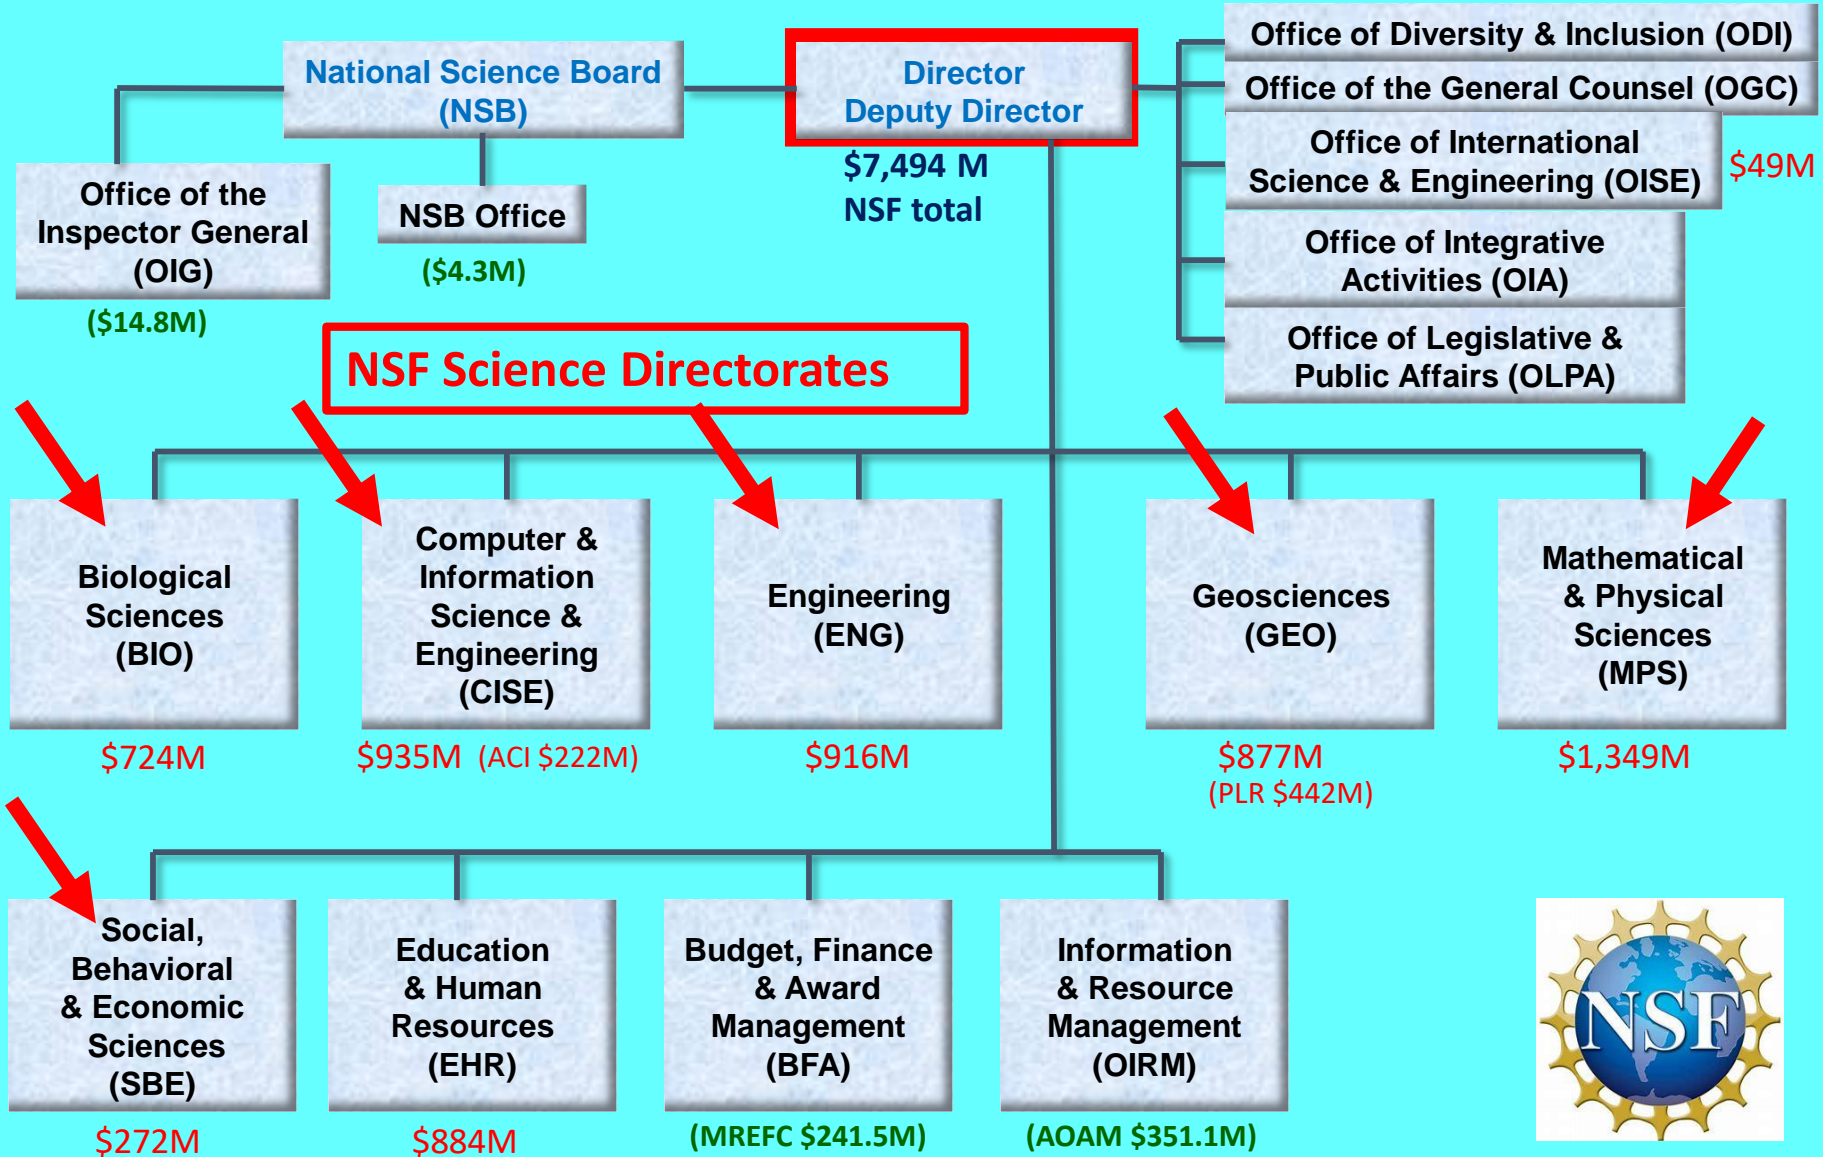 National Science Board
(NSB)
Director
Deputy Director
$7,494 M
NSF total
Office of Diversity & Inclusion (ODI)
Office of the General Counsel (OGC)
Office of International
Science & Engineering (OISE)
$49M
Office of Integrative
Activities (OIA)
Office of Legislative &
Public Affairs (OLPA)
Office of the
Inspector General
(OIG)
($14.8M)
NSB Office
($4.3M)
NSF Science Directorates
Biological
Sciences
(BIO)
$724M
Computer &
Information
Science &
Engineering
(CISE)
$935M (ACI $222M)
Engineering
(ENG)
$916M
Geosciences
(GEO)
$877M
(PLR $442M)
Mathematical
& Physical
Sciences
(MPS)
$1,349M
Social,
Behavioral
& Economic
Sciences
(SBE)
$272M
Education
& Human
Resources
(EHR)
$884M
Budget, Finance
& Award
Management
(BFA)
(MREFC $241.5M)
Information
& Resource
Management
(OIRM)
(AOAM $351.1M)
NSF